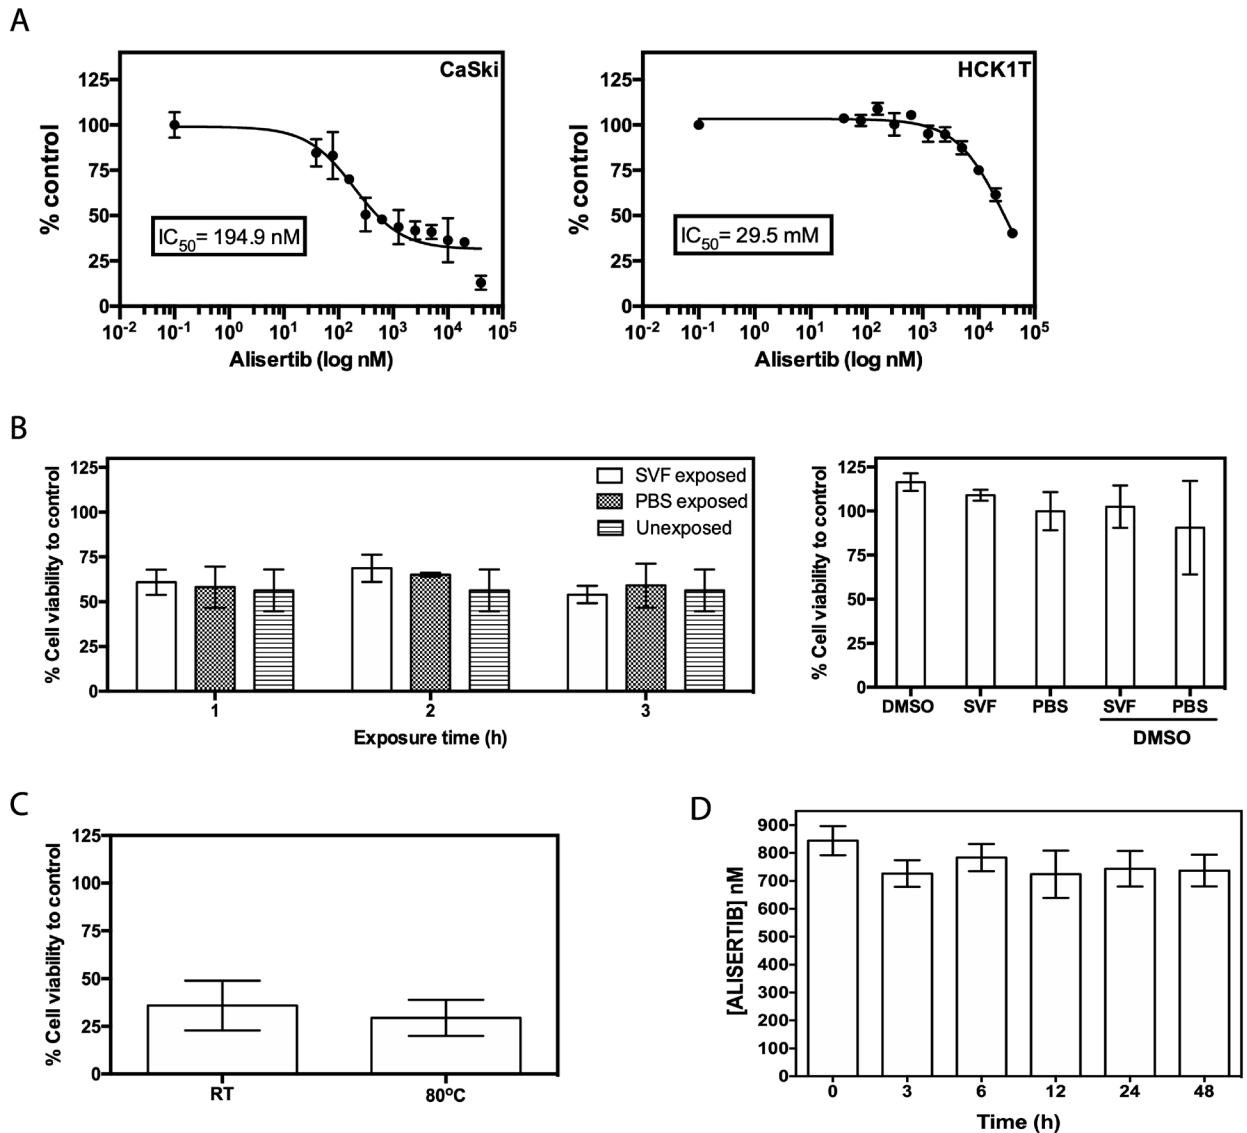 A
CaSki
% control
125
100
75
50
25
0
IC50= 194.9 nM
10-2 10-1 100 101 102 103 104 105
Alisertib (log nM)
HCK1T
% control
125
100
75
50
25
0
IC50= 29.5 mM
10-2 10-1 100 101 102 103 104 105
Alisertib (log nM)
B
% Cell viability to control
125
100
75
50
25
0
SVF exposed
PBS exposed
Unexposed
1 2 3
Exposure time (h)
% Cell viability to control
125
100
75
50
25
0
DMSO SVF PBS SVF PBS
DMSO
C
% Cell viability to control
125
100
75
50
25
0
RT 80ºC
D
[ALISERTIB] nM
900
800
700
600
500
400
300
200
100
0
0 3 6 12 24 48
Time (h)